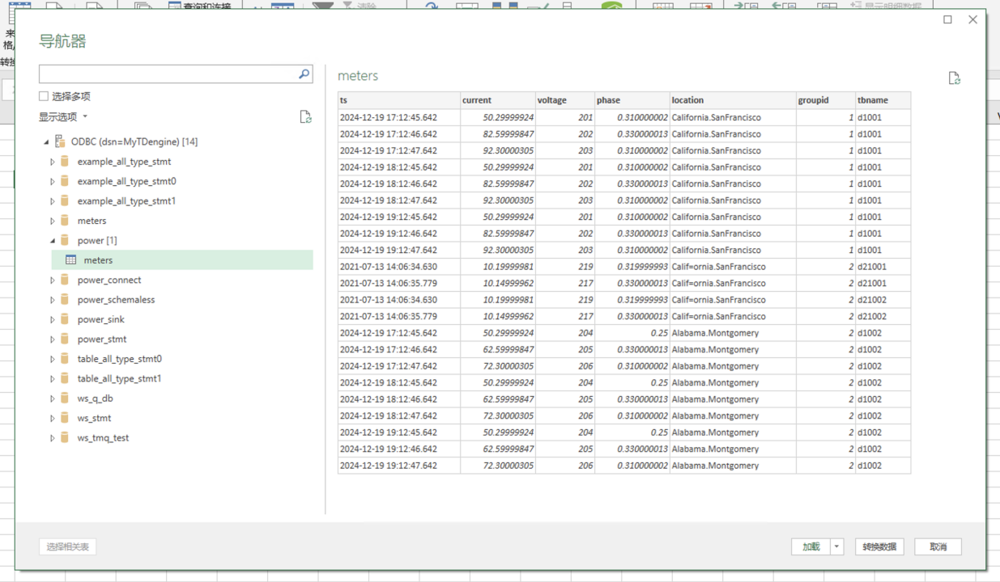 查询和连接
清除
显示明细数据
来
格
转换
导航器
选择多项
显示选项
ODBC (dsn=MyTDengine) [14]
example_all_type_stmt
example_all_type_stmt0
example_all_type_stmt1
meters
power [1]
meters
power_connect
power_schemaless
power_sink
power_stmt
table_all_type_stmt0
table_all_type_stmt1
ws_q_db
ws_stmt
ws_tmq_test
meters
ts current voltage phase location groupid tbname
2024-12-19 17:12:45.642 50.29999924 201 0.310000002 California.SanFrancisco 1 d1001
2024-12-19 17:12:46.642 82.59999847 202 0.330000013 California.SanFrancisco 1 d1001
2024-12-19 17:12:47.642 92.30000305 203 0.310000002 California.SanFrancisco 1 d1001
2024-12-19 18:12:45.642 50.29999924 201 0.310000002 California.SanFrancisco 1 d1001
2024-12-19 18:12:46.642 82.59999847 202 0.330000013 California.SanFrancisco 1 d1001
2024-12-19 18:12:47.642 92.30000305 203 0.310000002 California.SanFrancisco 1 d1001
2024-12-19 19:12:45.642 50.29999924 201 0.310000002 California.SanFrancisco 1 d1001
2024-12-19 19:12:46.642 82.59999847 202 0.330000013 California.SanFrancisco 1 d1001
2024-12-19 19:12:47.642 92.30000305 203 0.310000002 California.SanFrancisco 1 d1001
2021-07-13 14:06:34.630 10.19999981 219 0.319999993 Calif=ornia.SanFrancisco 2 d21001
2021-07-13 14:06:35.779 10.14999962 217 0.330000013 Calif=ornia.SanFrancisco 2 d21001
2021-07-13 14:06:34.630 10.19999981 219 0.319999993 Calif=ornia.SanFrancisco 2 d21002
2021-07-13 14:06:35.779 10.14999962 217 0.330000013 Calif=ornia.SanFrancisco 2 d21002
2024-12-19 17:12:45.642 50.29999924 204 0.25 Alabama.Montgomery 2 d1002
2024-12-19 17:12:46.642 62.59999847 205 0.330000013 Alabama.Montgomery 2 d1002
2024-12-19 17:12:47.642 72.30000305 206 0.310000002 Alabama.Montgomery 2 d1002
2024-12-19 18:12:45.642 50.29999924 204 0.25 Alabama.Montgomery 2 d1002
2024-12-19 18:12:46.642 62.59999847 205 0.330000013 Alabama.Montgomery 2 d1002
2024-12-19 18:12:47.642 72.30000305 206 0.310000002 Alabama.Montgomery 2 d1002
2024-12-19 19:12:45.642 50.29999924 204 0.25 Alabama.Montgomery 2 d1002
2024-12-19 19:12:46.642 62.59999847 205 0.330000013 Alabama.Montgomery 2 d1002
2024-12-19 19:12:47.642 72.30000305 206 0.310000002 Alabama.Montgomery 2 d1002
选择相关表 加载 转换数据 取消